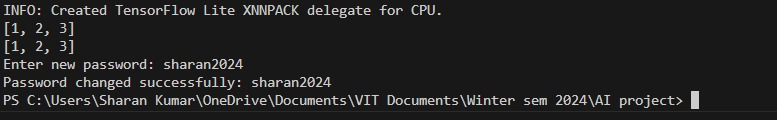 INFO: Created TensorFlow Lite XNNPACK delegate for CPU.
[1, 2, 3]
[1, 2, 3]
Enter new password: sharan2024
Password changed successfully: sharan2024
PS C:\Users\Sharan Kumar\OneDrive\Documents\VIT Documents\Winter sem 2024\AI project>